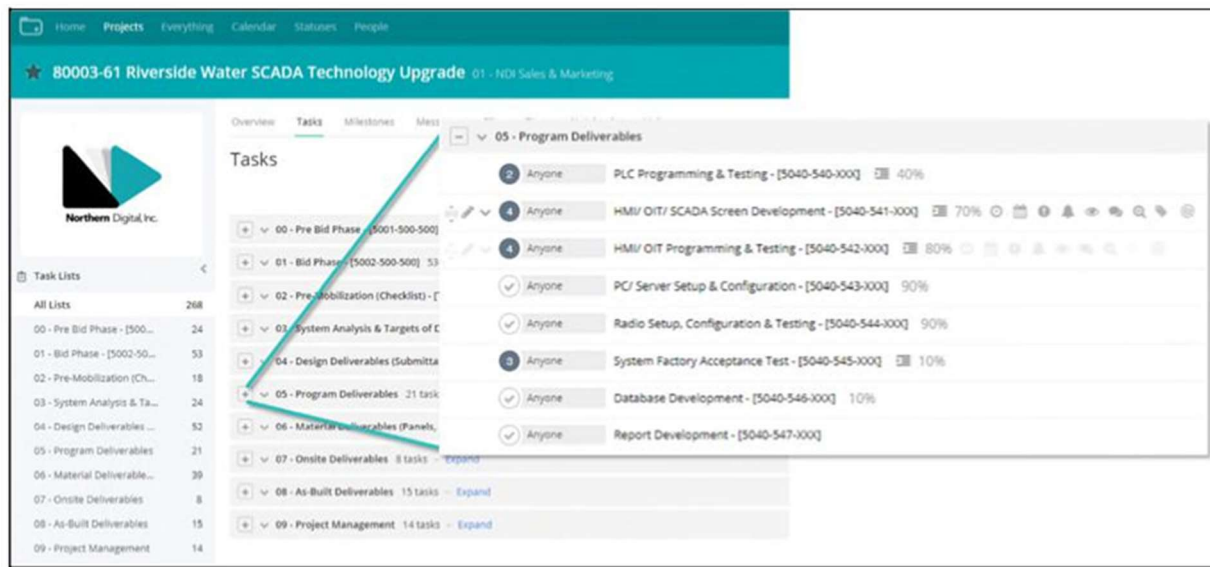 Home Projects Everything Calendar Statuses People
80003-61 Riverside Water SCADA Technology Upgrade 01 - NDI Sales & Marketing
Northern Digital, Inc.
Task Lists
All Lists 268
00 - Pre Bid Phase - [500... 24
01 - Bid Phase - [5002-50... 53
02 - Pre-Mobilization (Ch... 18
03 - System Analysis & Ta... 24
04 - Design Deliverables ... 52
05 - Program Deliverables 21
06 - Material Deliverable... 39
07 - Onsite Deliverables 8
08 - As-Built Deliverables 15
09 - Project Management 14
Overview Tasks Milestones Mess
Tasks
00 - Pre Bid Phase - [5001-500-500]
01 - Bid Phase - [5002-500-500] 53
02 - Pre-Mobilization (Checklist) - [
03 - System Analysis & Targets of D
04 - Design Deliverables (Submitta
05 - Program Deliverables 21 task
06 - Material Deliverables (Panels,
07 - Onsite Deliverables 8 tasks - Expand
08 - As-Built Deliverables 15 tasks - Expand
09 - Project Management 14 tasks - Expand
05 - Program Deliverables
2 Anyone PLC Programming & Testing - [5040-540-XXX] 40%
4 Anyone HMI/ OIT/ SCADA Screen Development - [5040-541-XXX] 70%
4 Anyone HMI/ OIT Programming & Testing - [5040-542-XXX] 80%
Anyone PC/ Server Setup & Configuration - [5040-543-XXX] 90%
Anyone Radio Setup, Configuration & Testing - [5040-544-XXX] 90%
3 Anyone System Factory Acceptance Test - [5040-545-XXX] 10%
Anyone Database Development - [5040-546-XXX] 10%
Anyone Report Development - [5040-547-XXX]